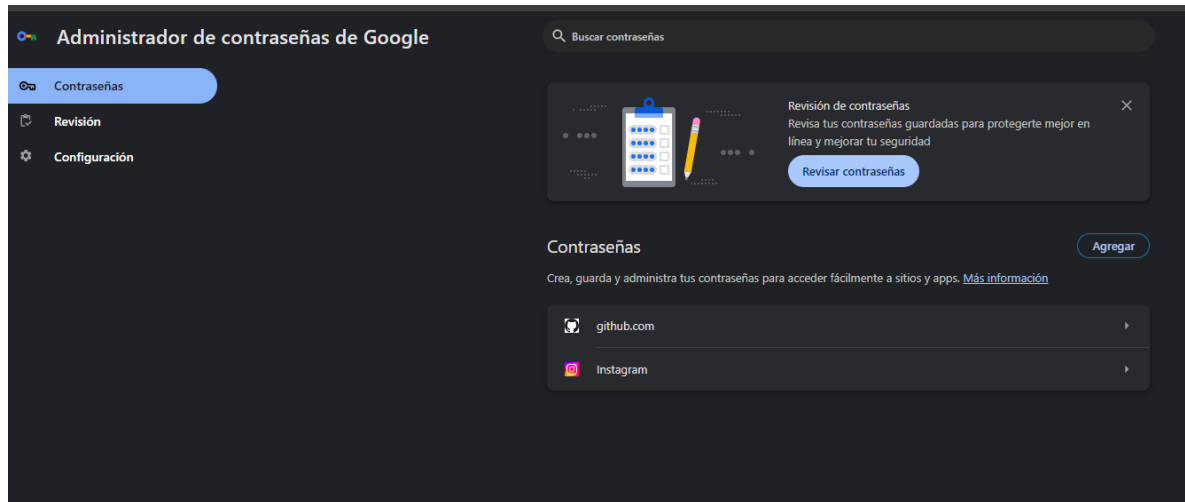 Administrador de contraseñas de Google
Buscar contraseñas
Contraseñas
Revisión
Configuración
Revisión de contraseñas
Revisa tus contraseñas guardadas para protegerte mejor en
línea y mejorar tu seguridad
Revisar contraseñas
Contraseñas
Agregar
Crea, guarda y administra tus contraseñas para acceder fácilmente a sitios y apps. Más información
github.com
Instagram